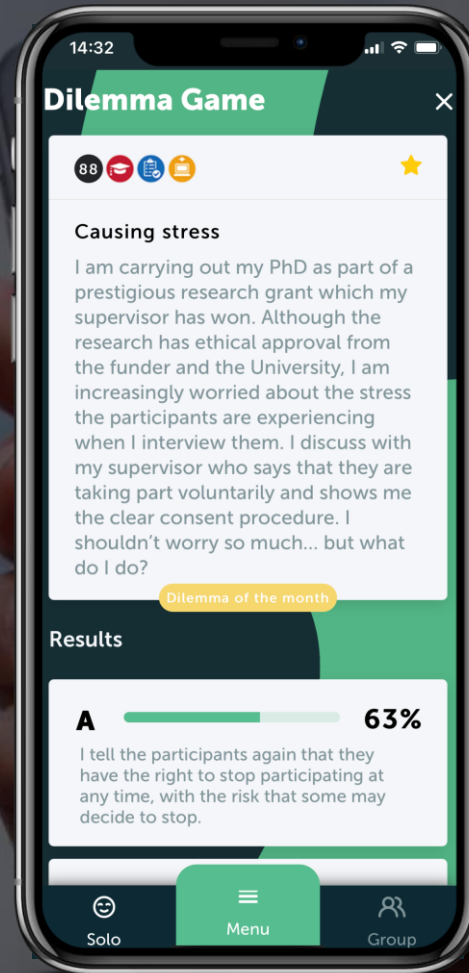 14:32
Dilemma Game
88
Causing stress
I am carrying out my PhD as part of a
prestigious research grant which my
supervisor has won. Although the
research has ethical approval from
the funder and the University, I am
increasingly worried about the stress
the participants are experiencing
when I interview them. I discuss with
my supervisor who says that they are
taking part voluntarily and shows me
the clear consent procedure. I
shouldn’t worry so much... but what
do I do?
Dilemma of the month
Results
A 63%
I tell the participants again that they
have the right to stop participating at
any time, with the risk that some may
decide to stop.
Solo
Menu
Group